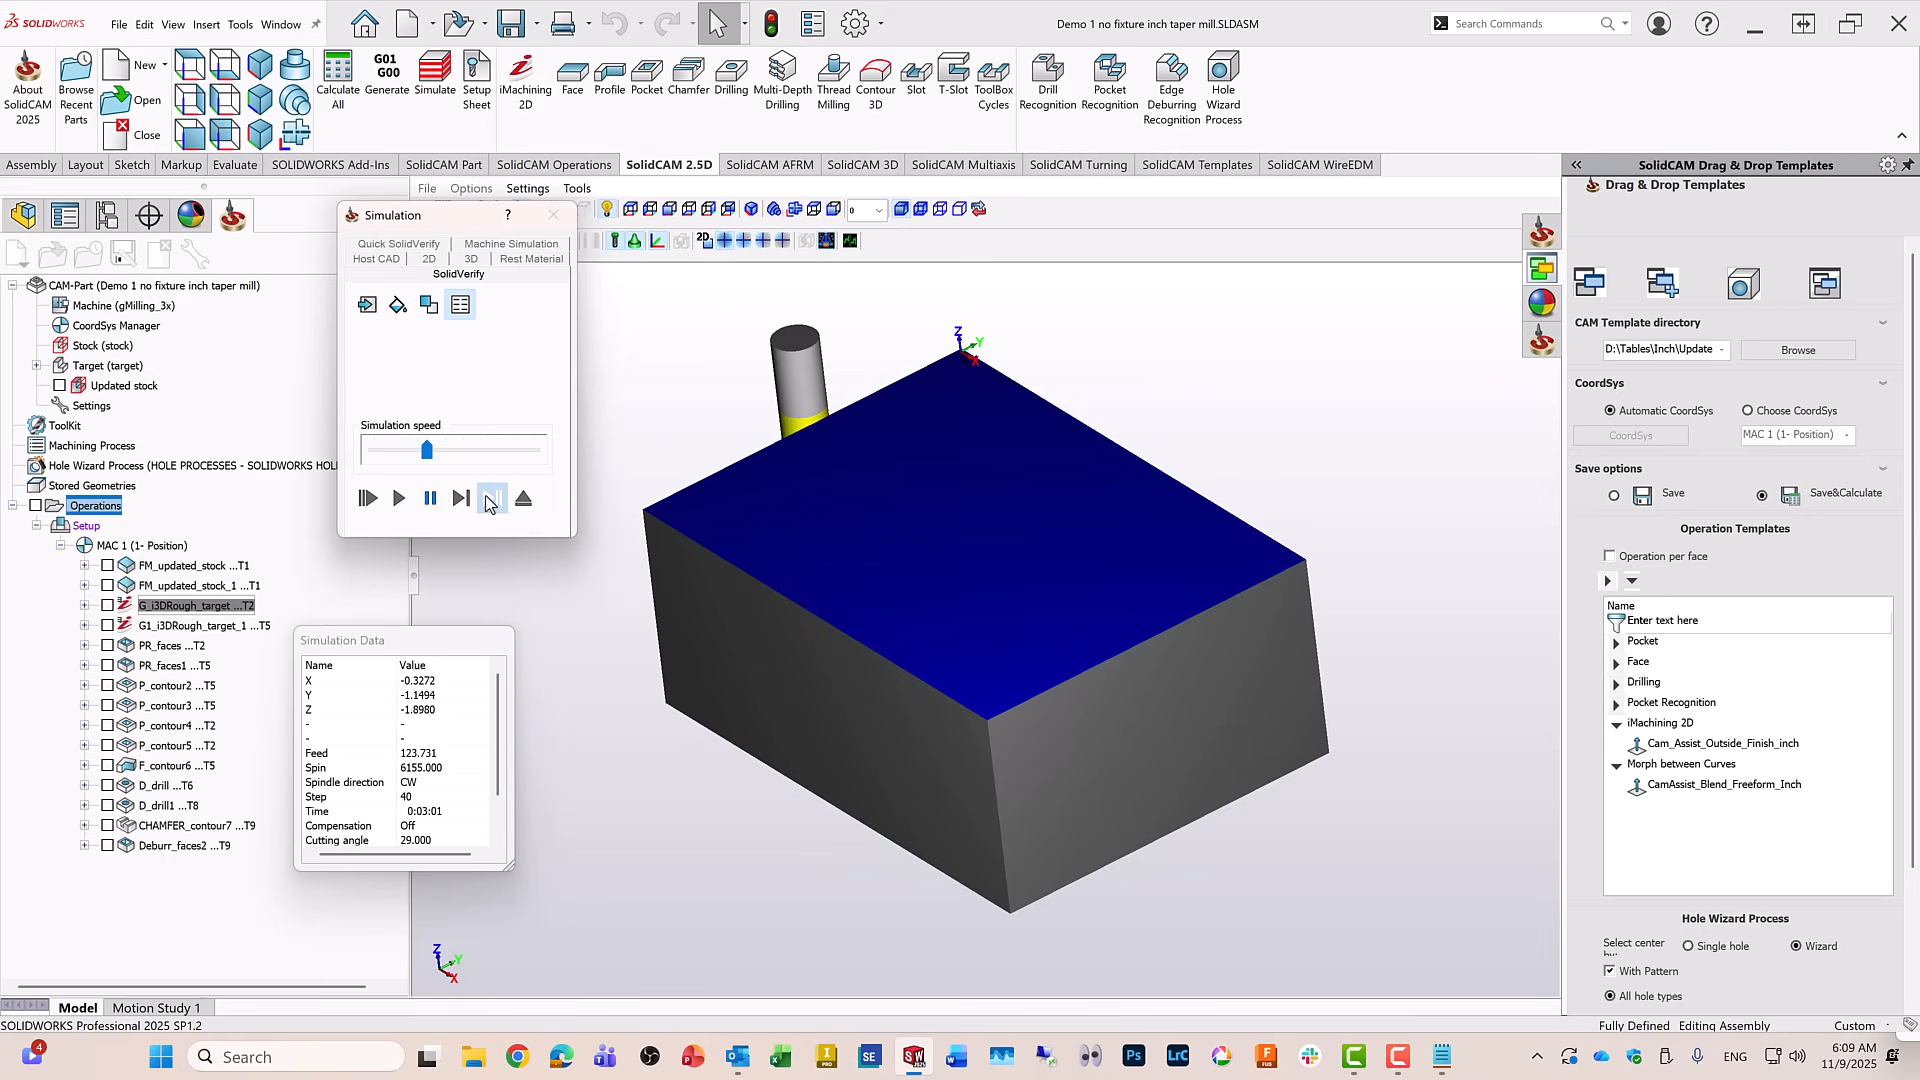 SOLIDWORKS File Edit View Insert Tools Window
Demo 1 no fixture inch taper mill.SLDASM
Search Commands
About SolidCAM 2025
Browse Recent Parts
New
Open
Close
Calculate All
G01 G00
Generate
Simulate
Setup Sheet
iMachining 2D
Face
Profile
Pocket
Chamfer
Drilling
Multi-Depth Drilling
Thread Milling
Contour 3D
Slot
T-Slot
ToolBox Cycles
Drill Recognition
Pocket Recognition
Edge Deburring Recognition
Hole Wizard Process
Assembly Layout Sketch Markup Evaluate SOLIDWORKS Add-Ins SolidCAM Part SolidCAM Operations SolidCAM 2.5D SolidCAM AFRM SolidCAM 3D SolidCAM Multiaxis SolidCAM Turning SolidCAM Templates SolidCAM WireEDM
File Options Settings Tools
2D
0
CAM-Part (Demo 1 no fixture inch taper mill)
Machine (gMilling_3x)
CoordSys Manager
Stock (stock)
Target (target)
Updated stock
Settings
ToolKit
Machining Process
Hole Wizard Process (HOLE PROCESSES - SOLIDWORKS HOL
Stored Geometries
Operations
Setup
MAC 1 (1- Position)
FM_updated_stock ...T1
FM_updated_stock_1 ...T1
G_i3DRough_target ...T2
G1_i3DRough_target_1 ...T5
PR_faces ...T2
PR_faces1 ...T5
P_contour2 ...T5
P_contour3 ...T5
P_contour4 ...T2
P_contour5 ...T2
F_contour6 ...T5
D_drill ...T6
D_drill1 ...T8
CHAMFER_contour7 ...T9
Deburr_faces2 ...T9
Simulation ?
Quick SolidVerify Machine Simulation
Host CAD 2D 3D Rest Material
SolidVerify
Simulation speed
Simulation Data
Name Value
X -0.3272
Y -1.1494
Z -1.8980
- -
- -
Feed 123.731
Spin 6155.000
Spindle direction CW
Step 40
Time 0:03:01
Compensation Off
Cutting angle 29.000
Z
Y
X
Z
Y
X
SolidCAM Drag & Drop Templates
Drag & Drop Templates
CAM Template directory
D:\Tables\Inch\Update
Browse
CoordSys
Automatic CoordSys Choose CoordSys
CoordSys
MAC 1 (1- Position)
Save options
Save Save&Calculate
Operation Templates
Operation per face
Name
Enter text here
Pocket
Face
Drilling
Pocket Recognition
iMachining 2D
Cam_Assist_Outside_Finish_inch
Morph between Curves
CamAssist_Blend_Freeform_Inch
Hole Wizard Process
Select center by:
Single hole Wizard
With Pattern
All hole types
Model Motion Study 1
SOLIDWORKS Professional 2025 SP1.2
Fully Defined Editing Assembly Custom
4
Search
SE
Ps
LrC
ENG
6:09 AM
11/9/2025